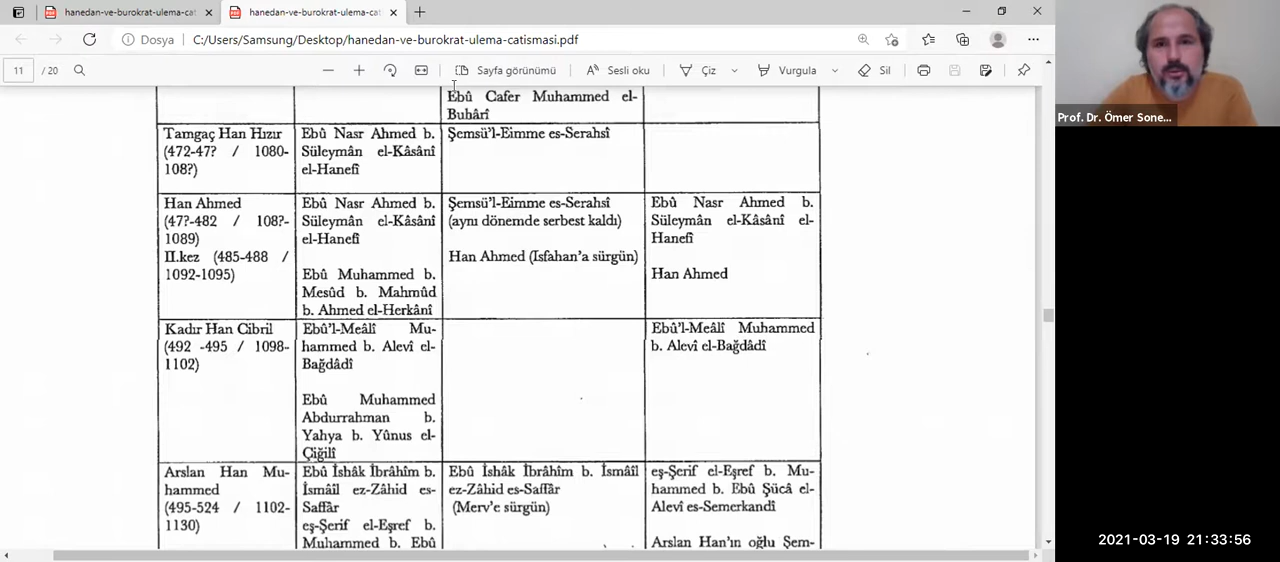 hanedan-ve-burokrat-ulema-cat
hanedan-ve-burokrat-ulema-cat
Dosya
C:/Users/Samsung/Desktop/hanedan-ve-burokrat-ulema-catismasi.pdf
11 / 20
Sayfa görünümü
Sesli oku
Çiz
Vurgula
Sil
Ebû Cafer Muhammed el-
Buhârî
Tamgaç Han Hızır
(472-47? / 1080-
108?)
Ebû Nasr Ahmed b.
Süleymân el-Kâsânî
el-Hanefî
Şemsü'l-Eimme es-Serahsî
Han Ahmed
(47?-482 / 108?-
1089)
II.kez (485-488 /
1092-1095)
Ebû Nasr Ahmed b.
Süleymân el-Kâsânî
el-Hanefî
Ebû Muhammed b.
Mesûd b. Mahmûd
b. Ahmed el-Herkânî
Şemsü'l-Eimme es-Serahsî
(aynı dönemde serbest kaldı)
Han Ahmed (Isfahan'a sürgün)
Ebû Nasr Ahmed b.
Süleymân el-Kâsânî el-
Hanefî
Han Ahmed
Kadır Han Cibril
(492 -495 / 1098-
1102)
Ebû'l-Meâlî Mu-
hammed b. Alevî el-
Bağdâdî
Ebû Muhammed
Abdurrahman b.
Yahya b. Yûnus el-
Çiğilî
Ebû'l-Meâlî Muhammed
b. Alevî el-Bağdâdî
Arslan Han Mu-
hammed
(495-524 / 1102-
1130)
Ebû İshâk İbrâhîm b.
İsmâil ez-Zâhid es-
Saffâr
eş-Şerif el-Eşref b.
Muhammed b. Ebû
Ebû İshâk İbrâhîm b. İsmâîl
ez-Zâhid es-Saffâr
(Merv'e sürgün)
eş-Şerif el-Eşref b. Mu-
hammed b. Ebû Şücâ el-
Alevî es-Semerkandî
Arslan Han'ın oğlu Şem-
Prof. Dr. Ömer Sone...
2021-03-19 21:33:56